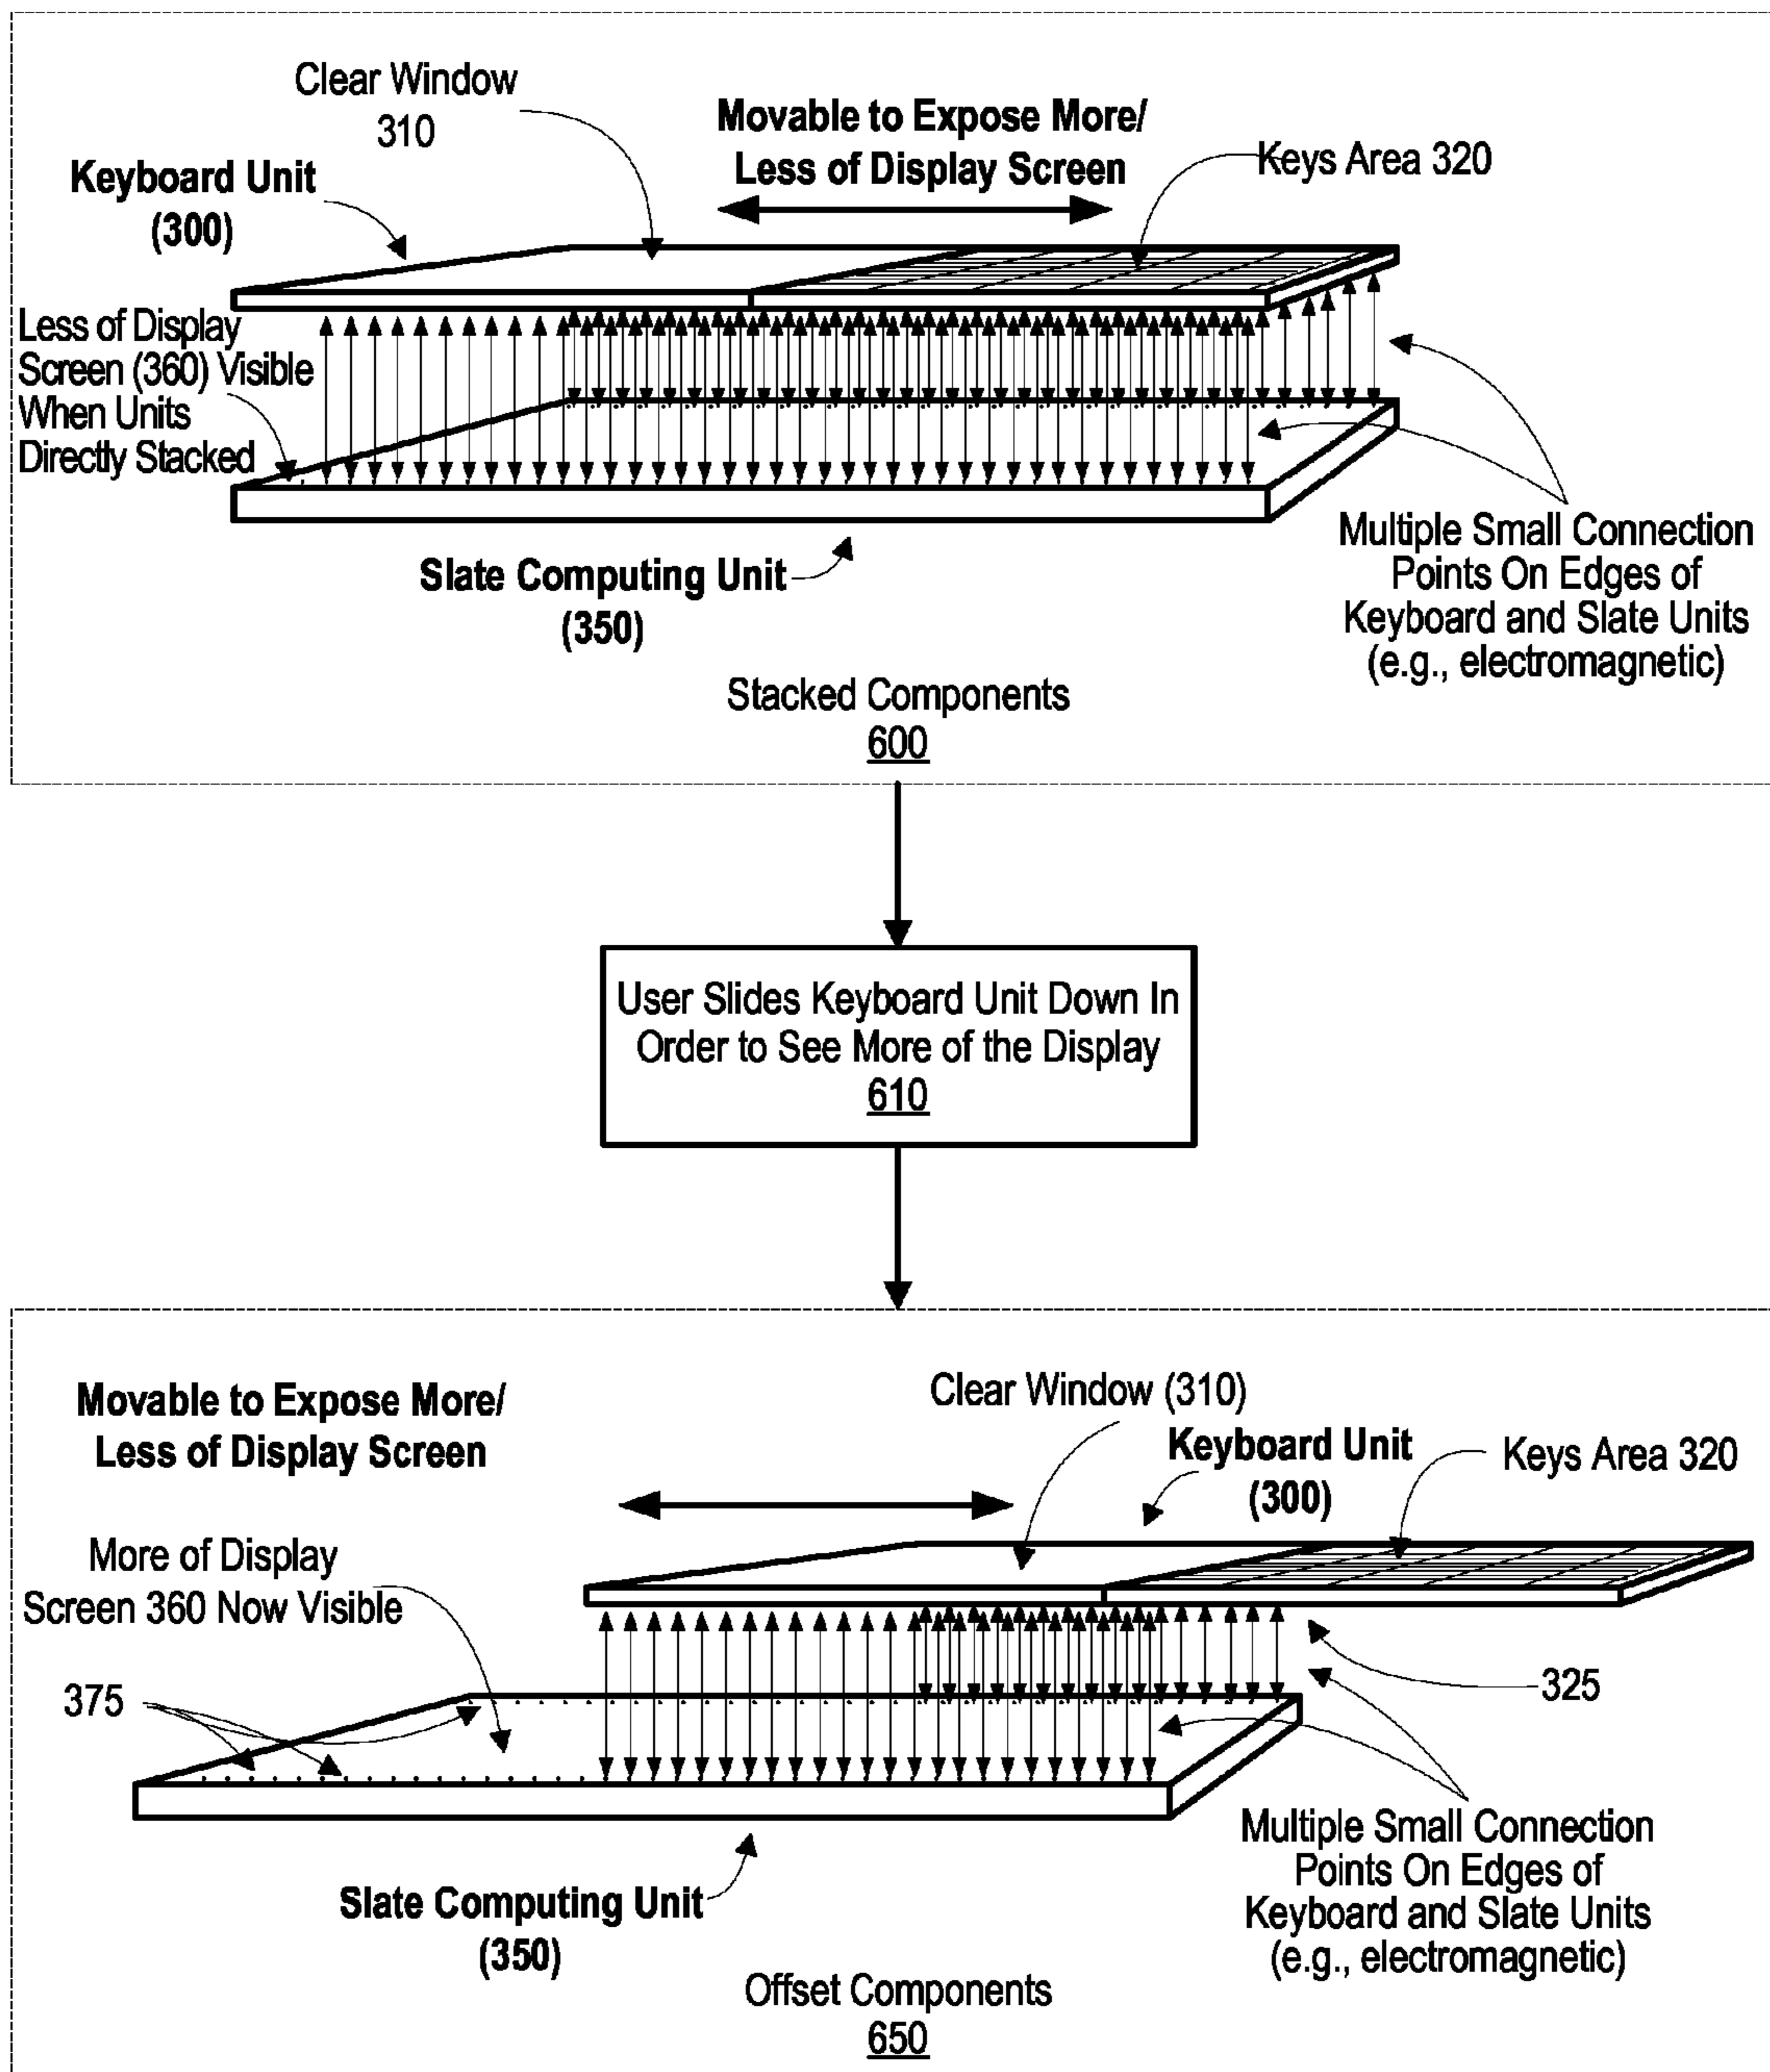 Clear Window
310
Movable to Expose More/
Less of Display Screen
Keys Area 320
Keyboard Unit
(300)
Less of Display
Screen (360) Visible
When Units
Directly Stacked
Slate Computing Unit
(350)
Multiple Small Connection
Points On Edges of
Keyboard and Slate Units
(e.g., electromagnetic)
Stacked Components
600
User Slides Keyboard Unit Down In
Order to See More of the Display
610
Movable to Expose More/
Less of Display Screen
Clear Window (310)
Keyboard Unit
(300)
Keys Area 320
More of Display
Screen 360 Now Visible
375
325
Slate Computing Unit
(350)
Multiple Small Connection
Points On Edges of
Keyboard and Slate Units
(e.g., electromagnetic)
Offset Components
650